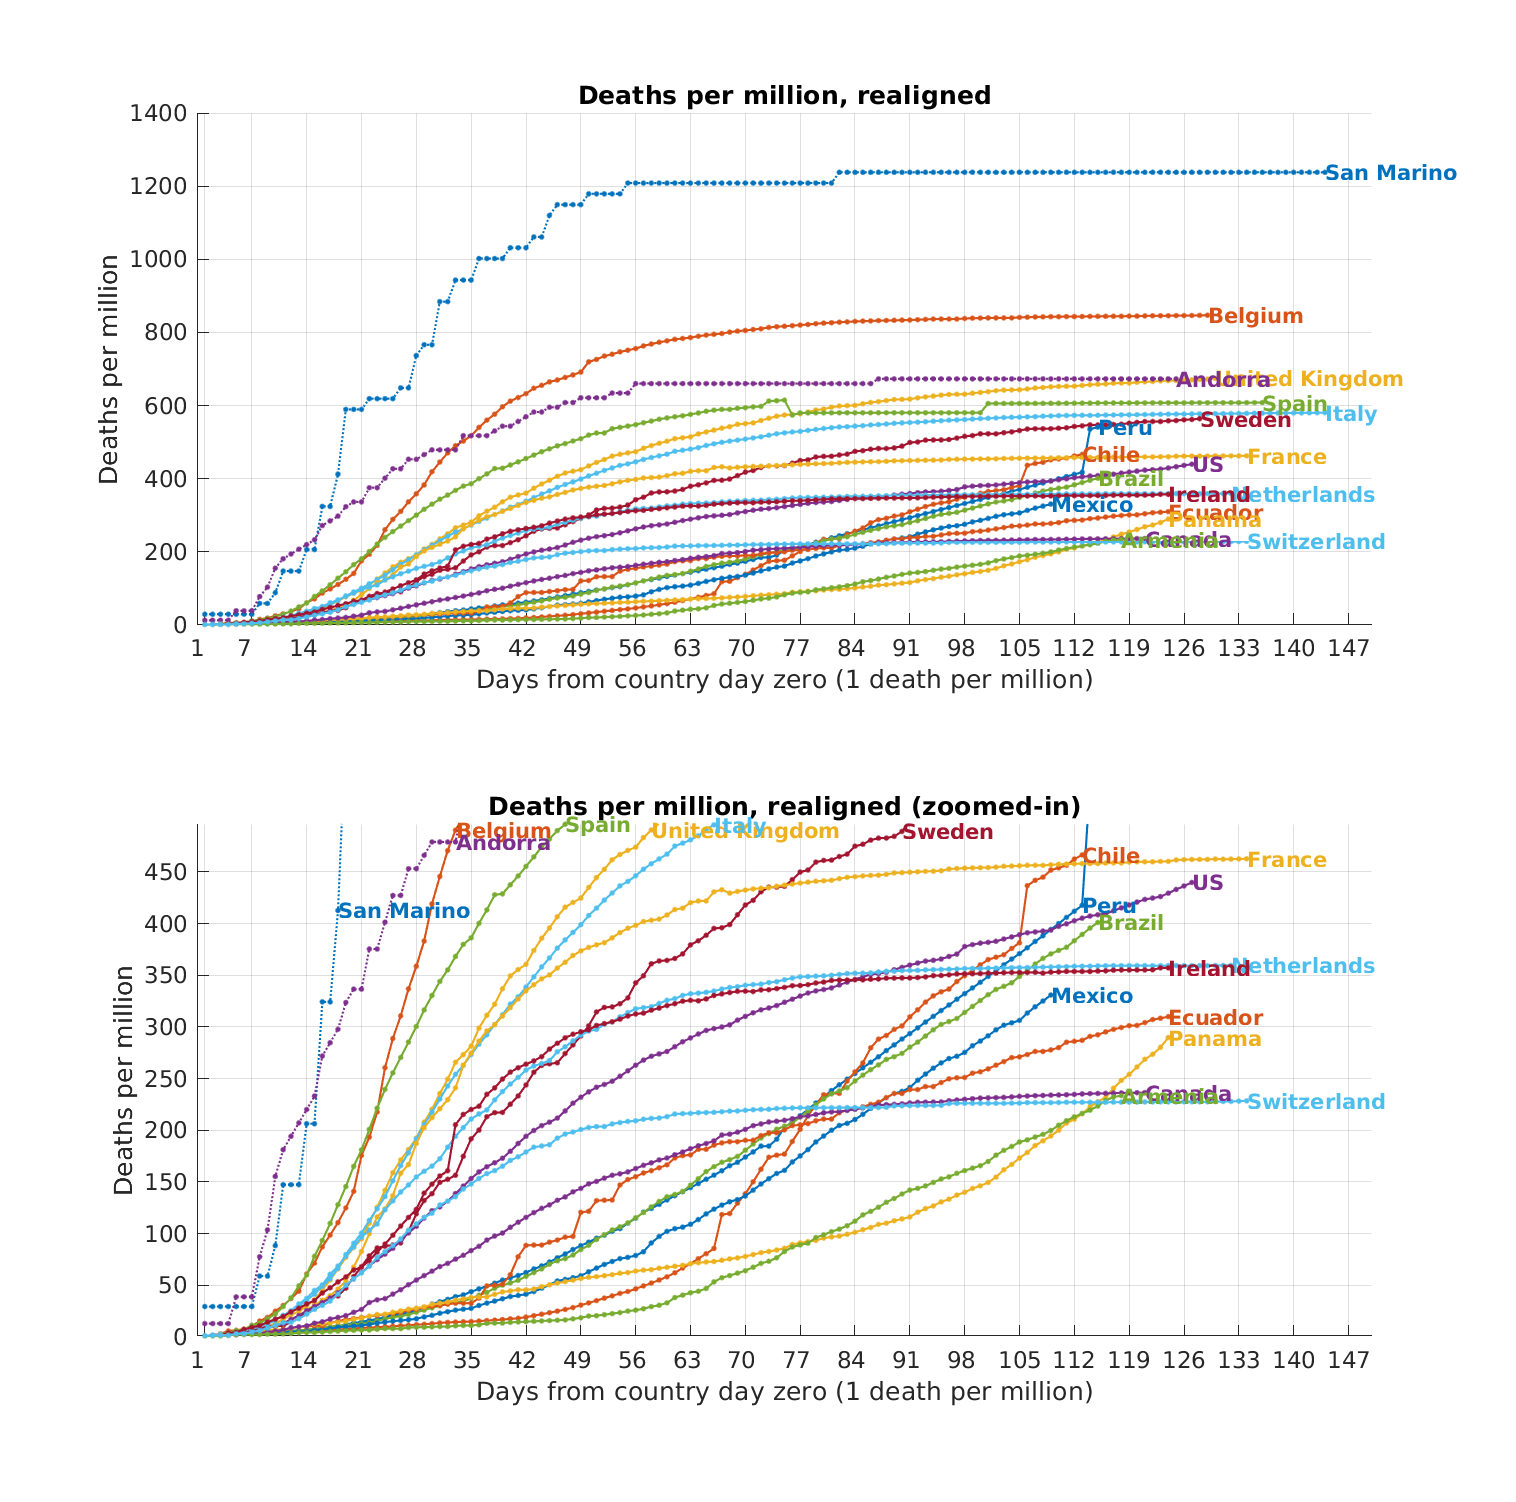 Deaths per million, realigned
1400
1200
1000
800
600
400
200
0
Deaths per million
San Marino
Belgium
Andorra
United Kingdom
Spain
Italy
Sweden
Peru
Chile
France
US
Brazil
Ireland
Netherlands
Mexico
Ecuador
Panama
Canada
Armenia
Switzerland
1 7 14 21 28 35 42 49 56 63 70 77 84 91 98 105 112 119 126 133 140 147
Days from country day zero (1 death per million)
Deaths per million, realigned (zoomed-in)
450
400
350
300
250
200
150
100
50
0
Deaths per million
Belgium
Andorra
Spain
United Kingdom
Italy
Sweden
Chile
France
US
San Marino
Peru
Brazil
Ireland
Netherlands
Mexico
Ecuador
Panama
Canada
Armenia
Switzerland
1 7 14 21 28 35 42 49 56 63 70 77 84 91 98 105 112 119 126 133 140 147
Days from country day zero (1 death per million)